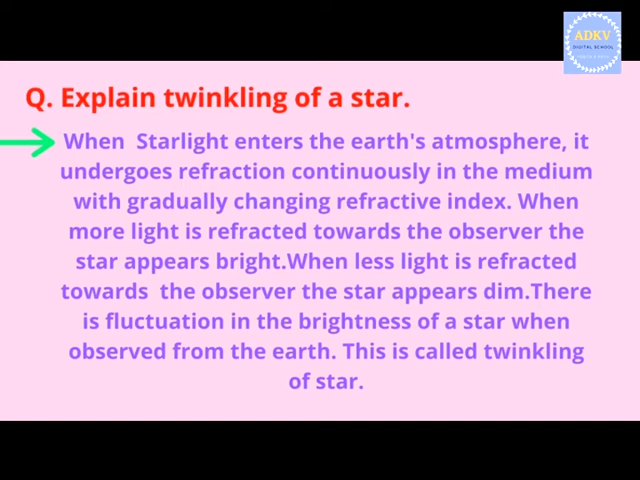 ADKV
DIGITAL SCHOOL
Q. Explain twinkling of a star.
When Starlight enters the earth's atmosphere, it
undergoes refraction continuously in the medium
with gradually changing refractive index. When
more light is refracted towards the observer the
star appears bright.When less light is refracted
towards the observer the star appears dim.There
is fluctuation in the brightness of a star when
observed from the earth. This is called twinkling
of star.